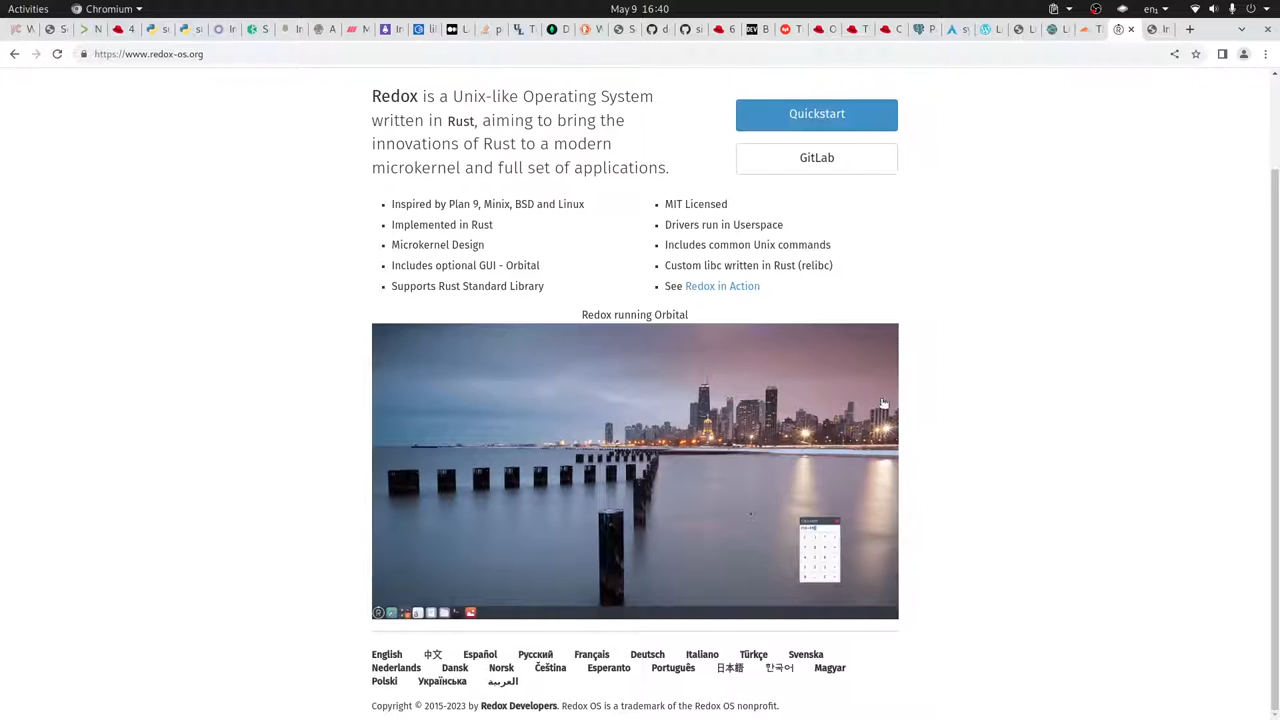 Activities Chromium May 9 16:40 en
https://www.redox-os.org
Redox is a Unix-like Operating System
written in Rust, aiming to bring the
innovations of Rust to a modern
microkernel and full set of applications.
Quickstart
GitLab
▪ Inspired by Plan 9, Minix, BSD and Linux
▪ Implemented in Rust
▪ Microkernel Design
▪ Includes optional GUI - Orbital
▪ Supports Rust Standard Library
▪ MIT Licensed
▪ Drivers run in Userspace
▪ Includes common Unix commands
▪ Custom libc written in Rust (relibc)
▪ See Redox in Action
Redox running Orbital
English 中文 Español Русский Français Deutsch Italiano Türkçe Svenska
Nederlands Dansk Norsk Čeština Esperanto Português 日本語 한국어 Magyar
Polski Українська العربية
Copyright © 2015-2023 by Redox Developers. Redox OS is a trademark of the Redox OS nonprofit.